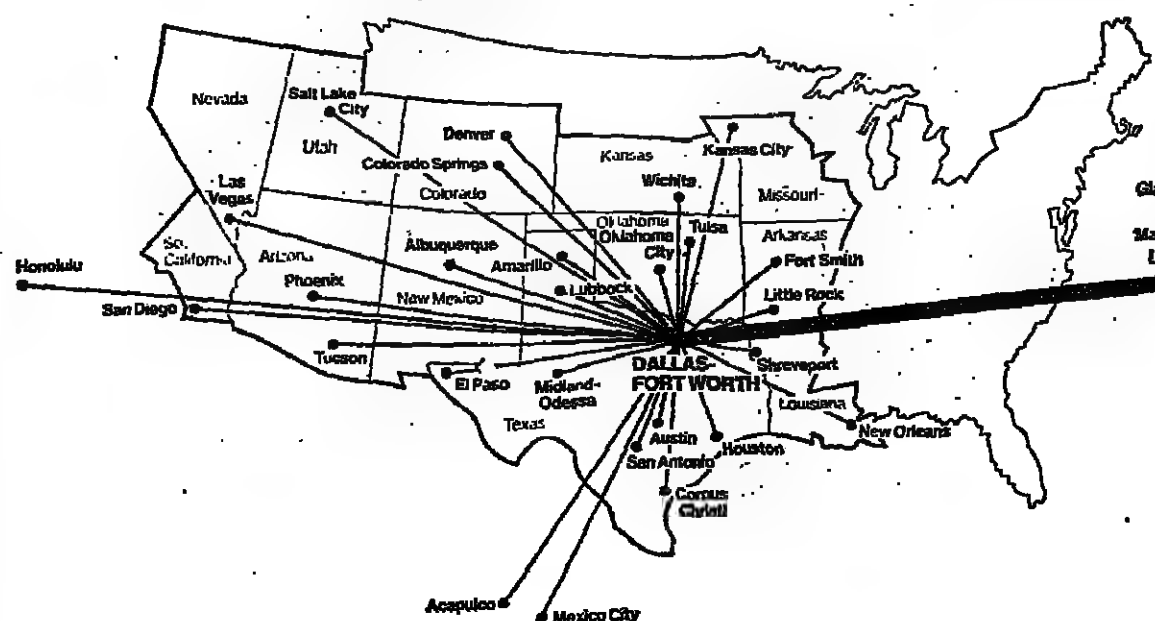 Nevada
Salt Lake
City
Utah
Denver
Colorado Springs
Colorado
Kansas
Kansas City
Wichita
Missouri
Las
Vegas
So.
California
Arizona
Albuquerque
Amarillo
Oklahoma
Oklahoma
City
Tulsa
Arkansas
Fort Smith
Honolulu
Phoenix
New Mexico
Lubbock
Little Rock
San Diego
Tucson
El Paso
Midland-
Odessa
DALLAS-
FORT WORTH
Shreveport
Texas
Louisiana
Austin
Houston
New Orleans
San Antonio
Corpus
Christi
Acapulco
Mexico City